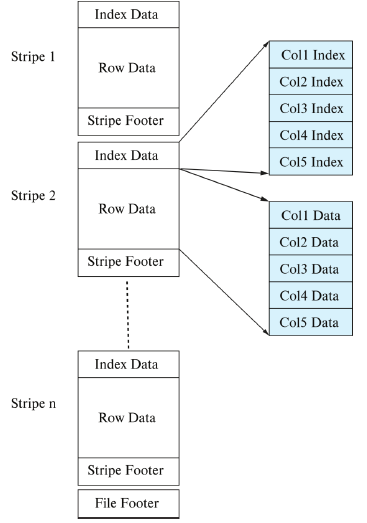 Stripe 1
Index Data
Row Data
Stripe Footer
Stripe 2
Index Data
Row Data
Stripe Footer
Col1 Index
Col2 Index
Col3 Index
Col4 Index
Col5 Index
Col1 Data
Col2 Data
Col3 Data
Col4 Data
Col5 Data
Stripe n
Index Data
Row Data
Stripe Footer
File Footer